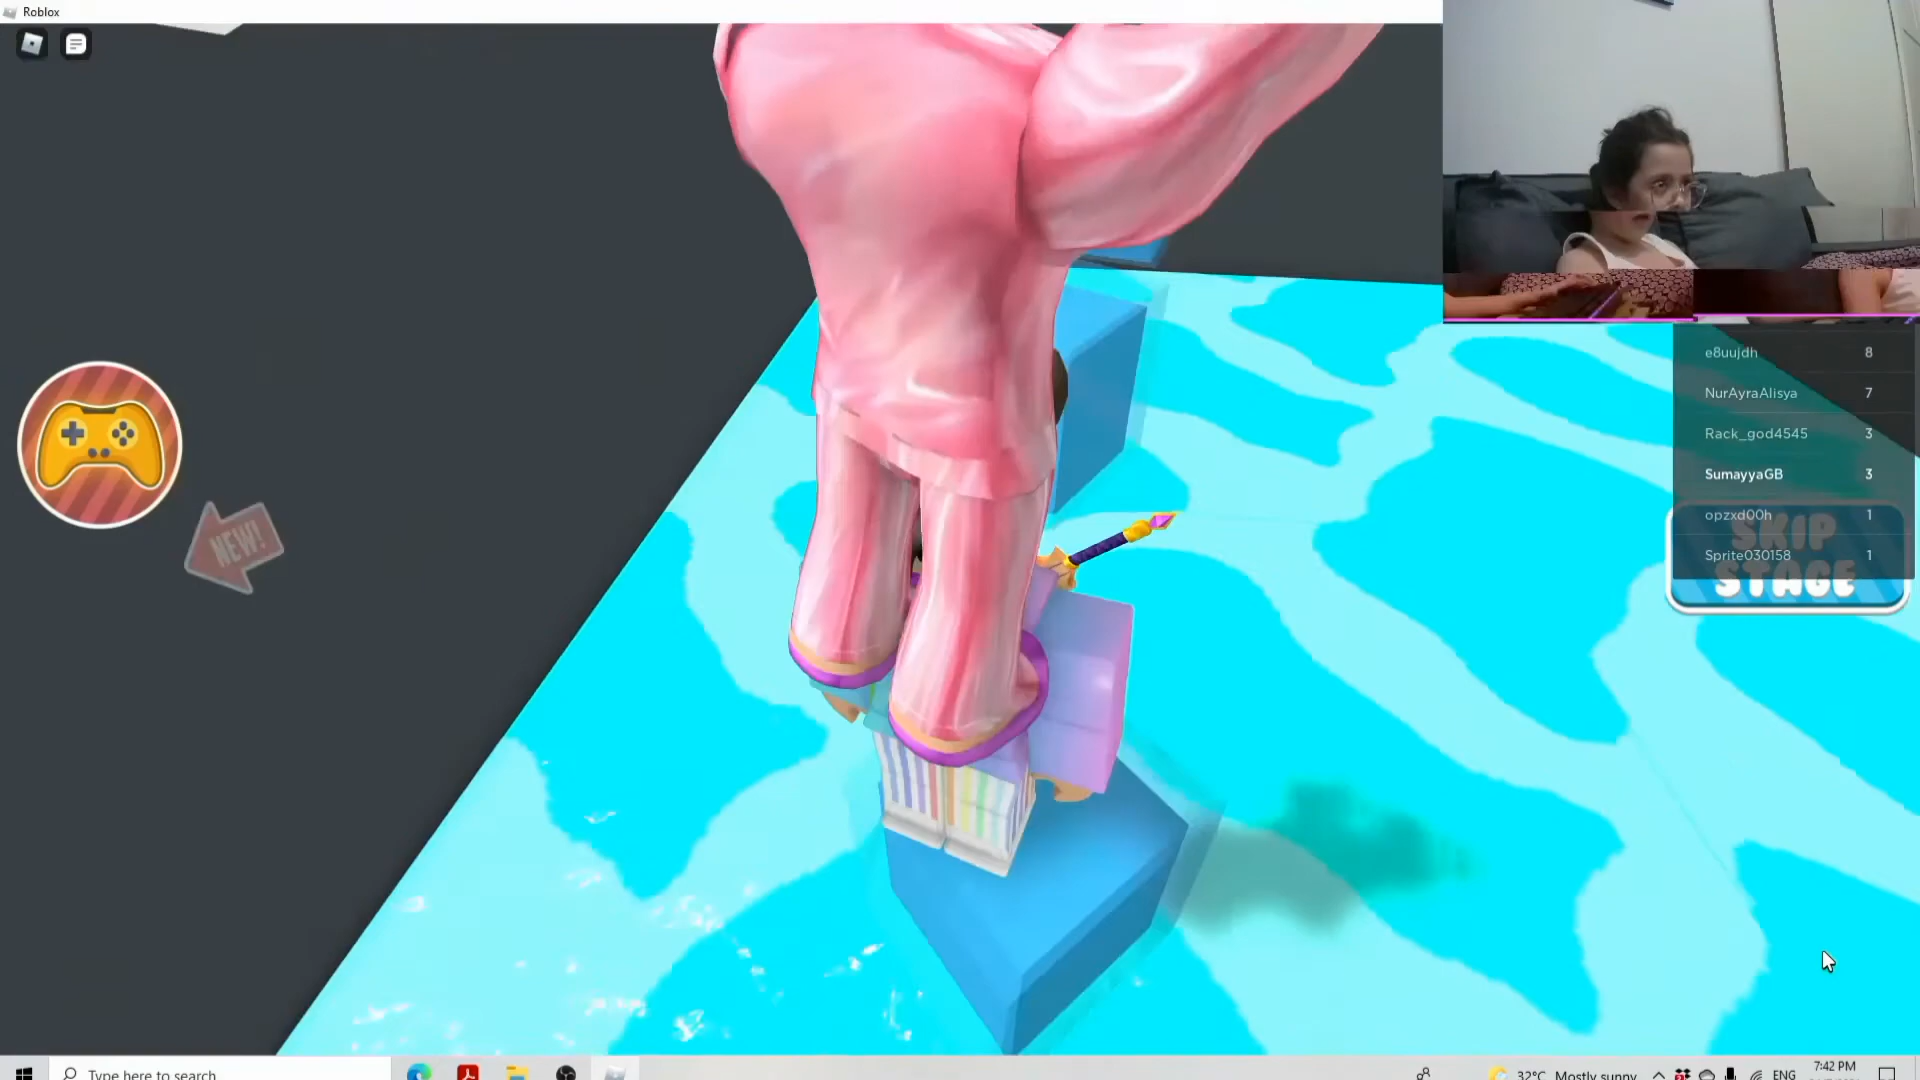 Roblox
e8uujdh 8
NurAyraAlisya 7
Rack_god4545 3
SumayyaGB 3
opzxd00h 1
Sprite030158 1
SKIP
STAGE
NEW!
Type here to search
32°C Mostly sunny
ENG
7:42 PM